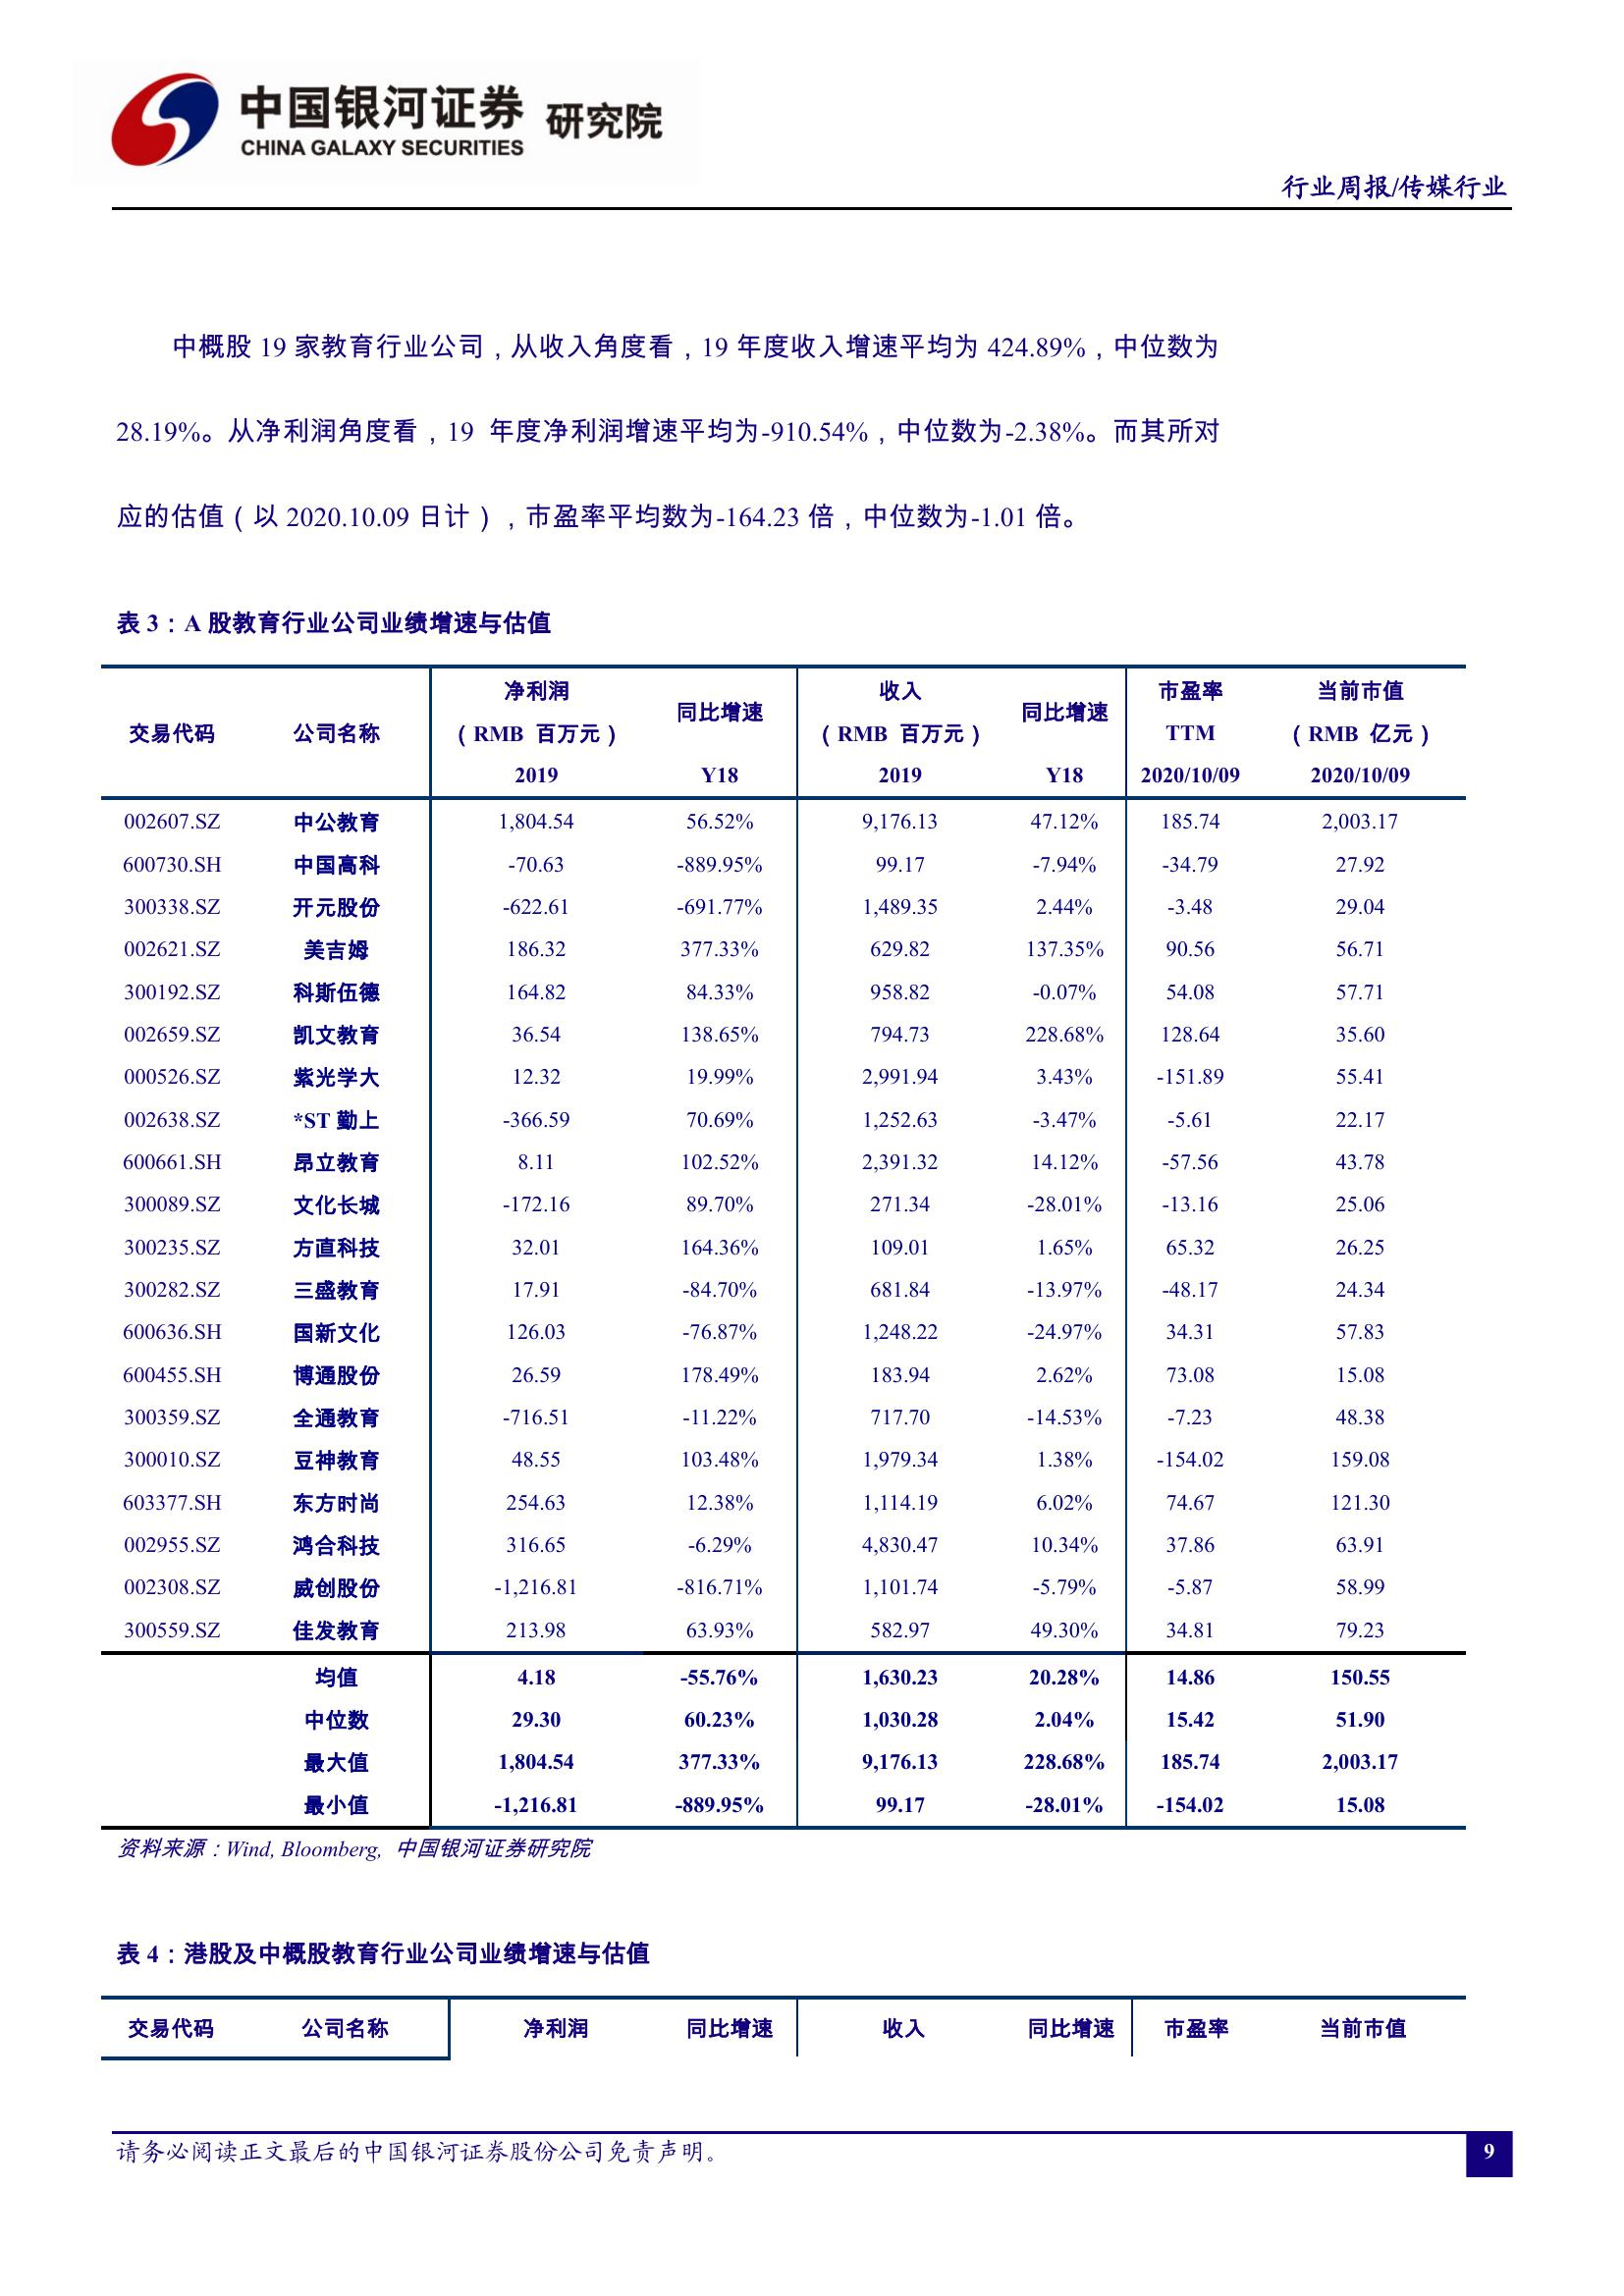 中国银河证券 研究院
CHINA GALAXY SECURITIES
行业周报/传媒行业
中概股 19 家教育行业公司，从收入角度看，19 年度收入增速平均为 424.89%，中位数为
28.19%。从净利润角度看，19 年度净利润增速平均为-910.54%，中位数为-2.38%。而其所对
应的估值（以 2020.10.09 日计），市盈率平均数为-164.23 倍，中位数为-1.01 倍。
表 3：A 股教育行业公司业绩增速与估值
净利润 收入 市盈率 当前市值
同比增速 同比增速
交易代码 公司名称 （RMB 百万元） （RMB 百万元） TTM （RMB 亿元）
2019 Y18 2019 Y18 2020/10/09 2020/10/09
002607.SZ 中公教育 1,804.54 56.52% 9,176.13 47.12% 185.74 2,003.17
600730.SH 中国高科 -70.63 -889.95% 99.17 -7.94% -34.79 27.92
300338.SZ 开元股份 -622.61 -691.77% 1,489.35 2.44% -3.48 29.04
002621.SZ 美吉姆 186.32 377.33% 629.82 137.35% 90.56 56.71
300192.SZ 科斯伍德 164.82 84.33% 958.82 -0.07% 54.08 57.71
002659.SZ 凯文教育 36.54 138.65% 794.73 228.68% 128.64 35.60
000526.SZ 紫光学大 12.32 19.99% 2,991.94 3.43% -151.89 55.41
002638.SZ *ST 勤上 -366.59 70.69% 1,252.63 -3.47% -5.61 22.17
600661.SH 昂立教育 8.11 102.52% 2,391.32 14.12% -57.56 43.78
300089.SZ 文化长城 -172.16 89.70% 271.34 -28.01% -13.16 25.06
300235.SZ 方直科技 32.01 164.36% 109.01 1.65% 65.32 26.25
300282.SZ 三盛教育 17.91 -84.70% 681.84 -13.97% -48.17 24.34
600636.SH 国新文化 126.03 -76.87% 1,248.22 -24.97% 34.31 57.83
600455.SH 博通股份 26.59 178.49% 183.94 2.62% 73.08 15.08
300359.SZ 全通教育 -716.51 -11.22% 717.70 -14.53% -7.23 48.38
300010.SZ 豆神教育 48.55 103.48% 1,979.34 1.38% -154.02 159.08
603377.SH 东方时尚 254.63 12.38% 1,114.19 6.02% 74.67 121.30
002955.SZ 鸿合科技 316.65 -6.29% 4,830.47 10.34% 37.86 63.91
002308.SZ 威创股份 -1,216.81 -816.71% 1,101.74 -5.79% -5.87 58.99
300559.SZ 佳发教育 213.98 63.93% 582.97 49.30% 34.81 79.23
均值 4.18 -55.76% 1,630.23 20.28% 14.86 150.55
中位数 29.30 60.23% 1,030.28 2.04% 15.42 51.90
最大值 1,804.54 377.33% 9,176.13 228.68% 185.74 2,003.17
最小值 -1,216.81 -889.95% 99.17 -28.01% -154.02 15.08
资料来源：Wind, Bloomberg, 中国银河证券研究院
表 4：港股及中概股教育行业公司业绩增速与估值
交易代码 公司名称 净利润 同比增速 收入 同比增速 市盈率 当前市值
请务必阅读正文最后的中国银河证券股份公司免责声明。
9